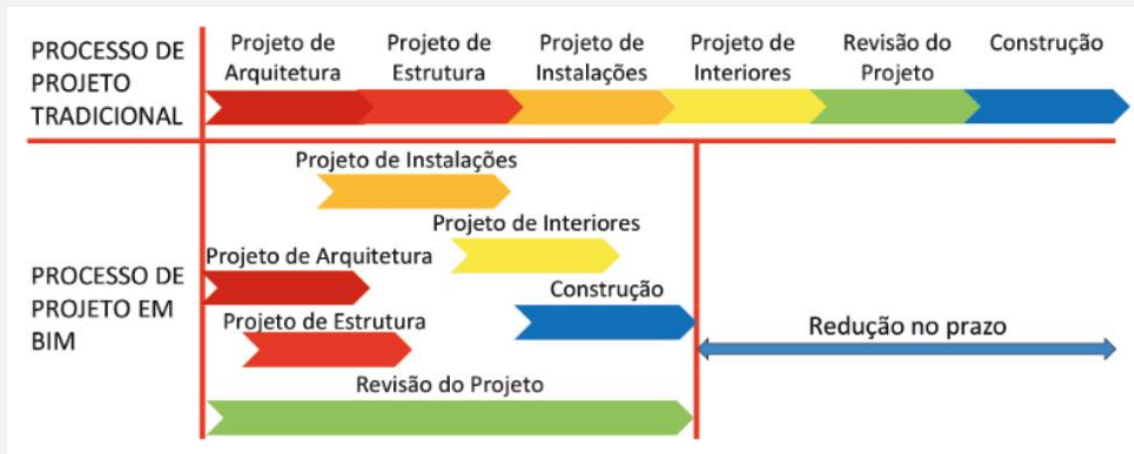 PROCESSO DE
PROJETO
TRADICIONAL
Projeto de
Arquitetura
Projeto de
Estrutura
Projeto de
Instalações
Projeto de
Interiores
Revisão do
Projeto
Construção
PROCESSO DE
PROJETO EM
BIM
Projeto de Instalações
Projeto de Interiores
Projeto de Arquitetura
Construção
Projeto de Estrutura
Revisão do Projeto
Redução no prazo